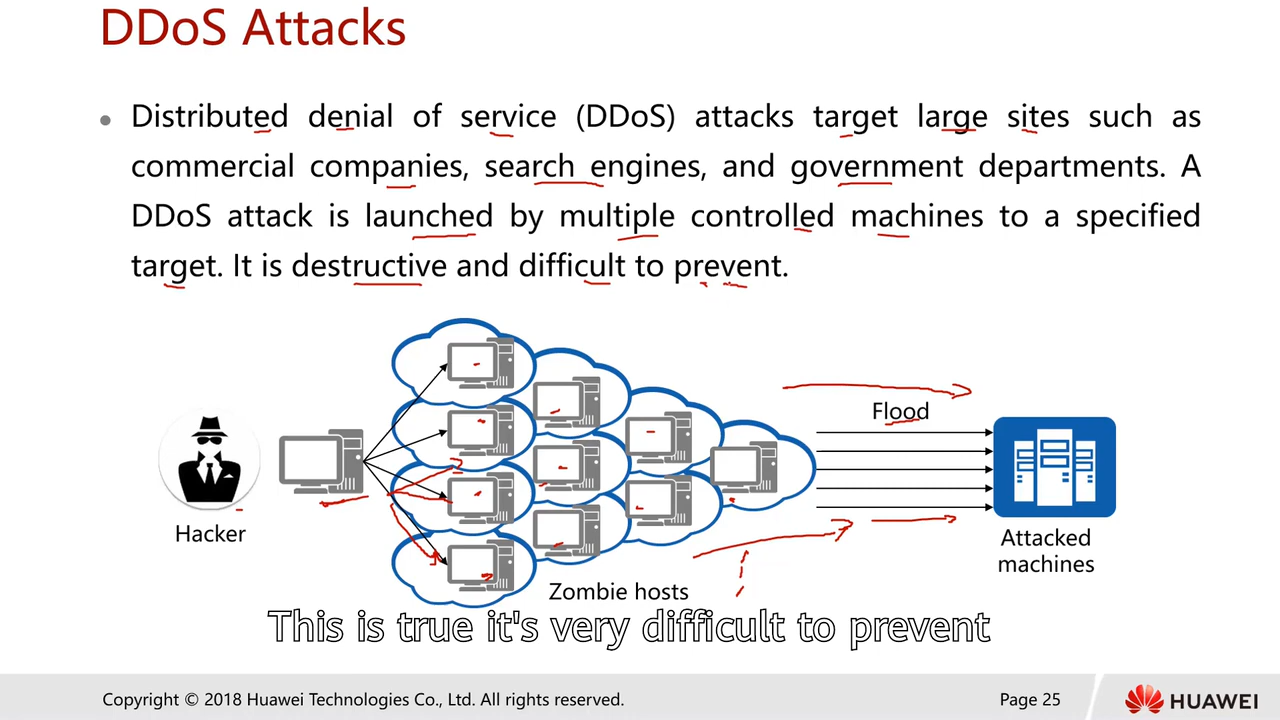 DDoS Attacks
• Distributed denial of service (DDoS) attacks target large sites such as
commercial companies, search engines, and government departments. A
DDoS attack is launched by multiple controlled machines to a specified
target. It is destructive and difficult to prevent.
Flood
Hacker
Attacked
machines
Zombie hosts
This is true it's very difficult to prevent
Copyright © 2018 Huawei Technologies Co., Ltd. All rights reserved.
Page 25
HUAWEI